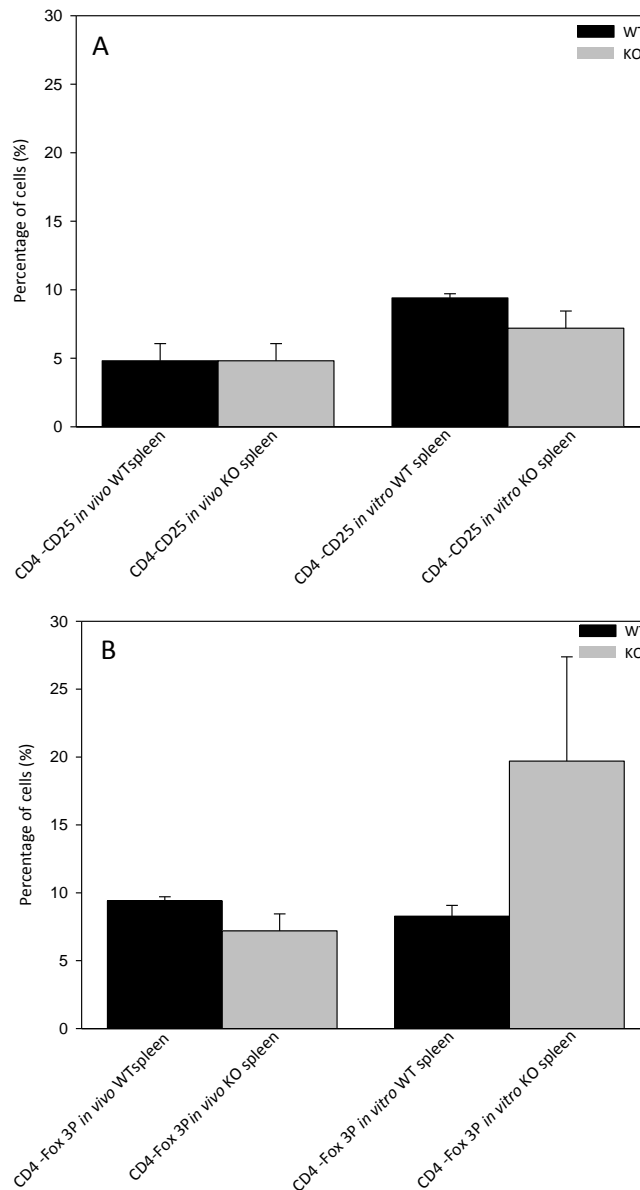 A
WT
KO
Percentage of cells (%)
30
25
20
15
10
5
0
CD4 -CD25 in vivo WTspleen
CD4-CD25 in vivo KO spleen
CD4 -CD25 in vitro WT spleen
CD4 -CD25 in vitro KO spleen
B
WT
KO
Percentage of cells (%)
30
25
20
15
10
5
0
CD4 -Fox 3P in vivo WTspleen
CD4-Fox 3P in vivo KO spleen
CD4 -Fox 3P in vitro WT spleen
CD4 -Fox 3P in vitro KO spleen